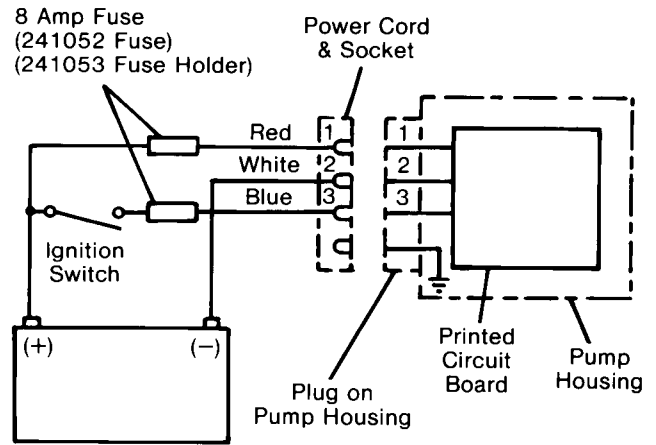 8 Amp Fuse
(241052 Fuse)
(241053 Fuse Holder)
Power Cord
& Socket
Red
1
1
White
2
2
Blue
3
3
Ignition
Switch
(+)
(−)
Printed
Circuit
Board
Pump
Housing
Plug on
Pump Housing